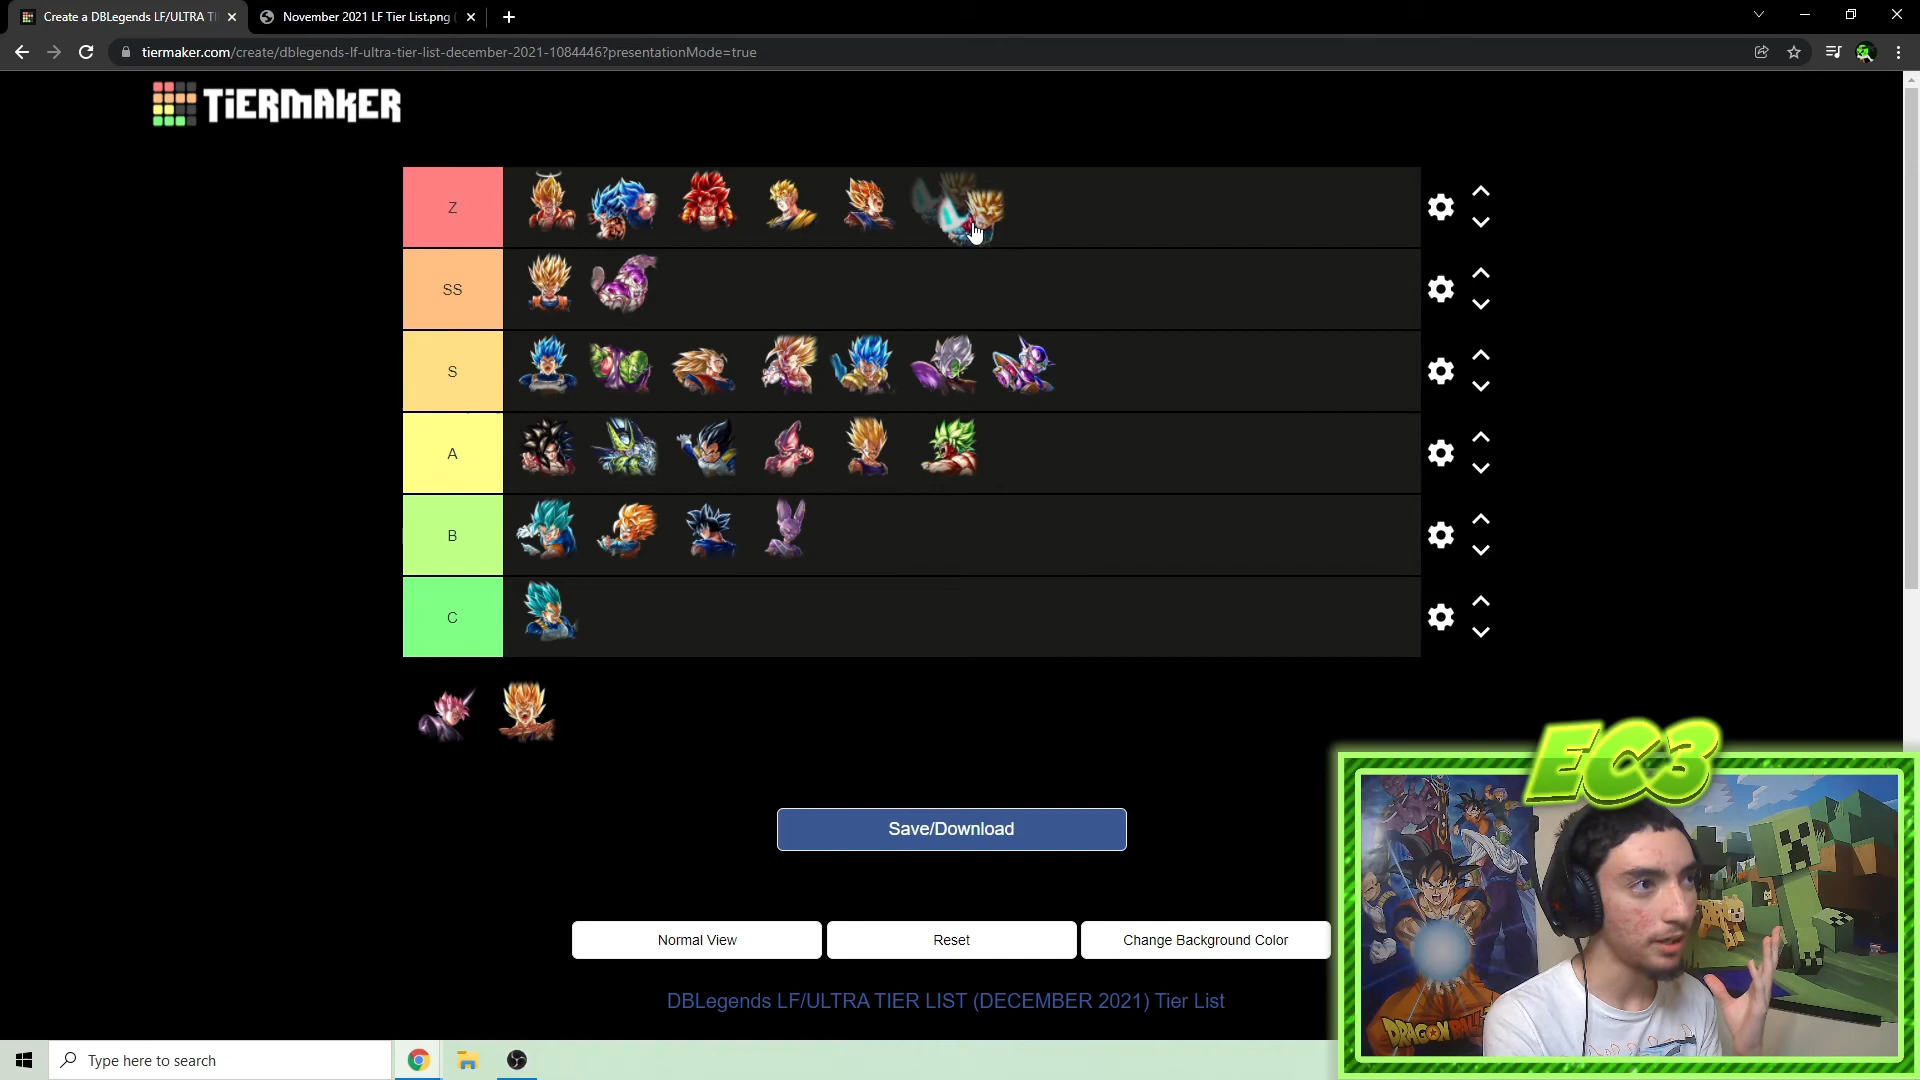 Create a DBLegends LF/ULTRA TI
November 2021 LF Tier List.png (
tiermaker.com/create/dblegends-lf-ultra-tier-list-december-2021-1084446?presentationMode=true
TiERMAKER
Z
SS
S
A
B
C
Save/Download
Normal View
Reset
Change Background Color
DBLegends LF/ULTRA TIER LIST (DECEMBER 2021) Tier List
EC3
DRAGON BALL
Type here to search